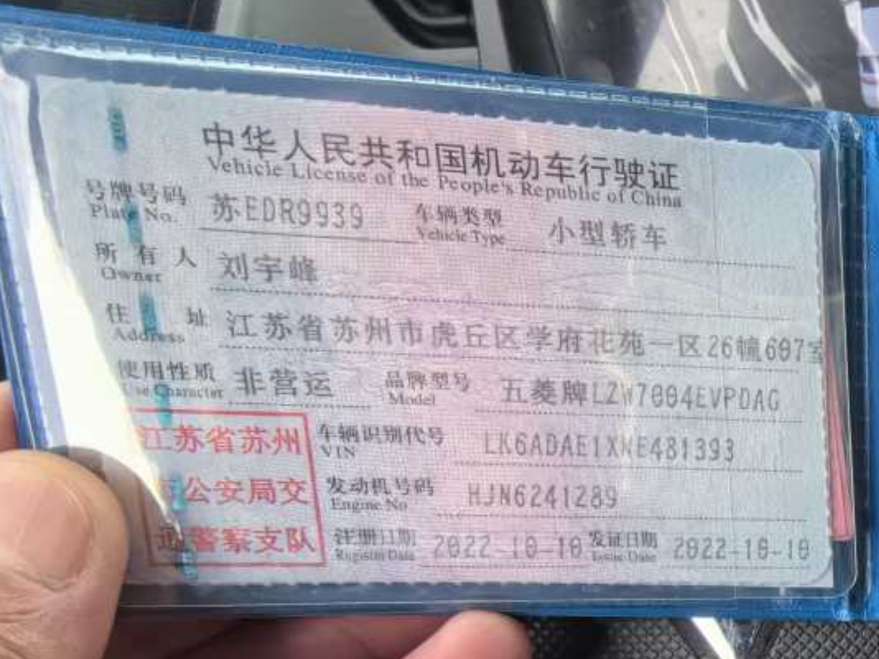 中华人民共和国机动车行驶证
Vehicle License of the People's Republic of China
号牌号码 苏EDR9939 车辆类型 小型轿车
Plate No. Vehicle Type
所有人 刘宇峰
Owner
住址 江苏省苏州市虎丘区学府花苑一区26幢607室
Address
使用性质 非营运 品牌型号 五菱牌LZW7004EVPDAG
Use Character Model
江苏省苏州 车辆识别代号 LK6ADAE1XNE481393
VIN
公安局交 发动机号码 HJN6241289
Engine No
通警察支队 注册日期 2022-10-10 发证日期 2022-10-10
Register Date Issue Date